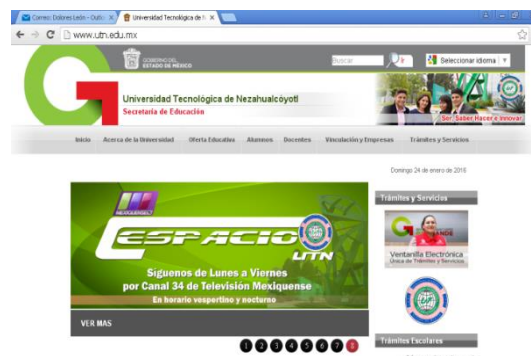 Correo: Dolores León - Outlo
Universidad Tecnológica de N
www.utn.edu.mx
GOBIERNO DEL
ESTADO DE MÉXICO
Buscar
Ir
Seleccionar idioma
Universidad Tecnológica de Nezahualcóyotl
Secretaría de Educación
Ser, Saber, Hacer e Innovar
Inicio Acerca de la Universidad Oferta Educativa Alumnos Docentes Vinculación y Empresas Trámites y Servicios
Domingo 24 de enero de 2016
Trámites y Servicios
MEXIQUENSE
ESPACIO
UTN
Síguenos de Lunes a Viernes
por Canal 34 de Televisión Mexiquense
En horario vespertino y nocturno
GRANDE
Ventanilla Electrónica
Única de Trámites y Servicios
VER MAS
1 2 3 4 5 6 7 8
Trámites Escolares